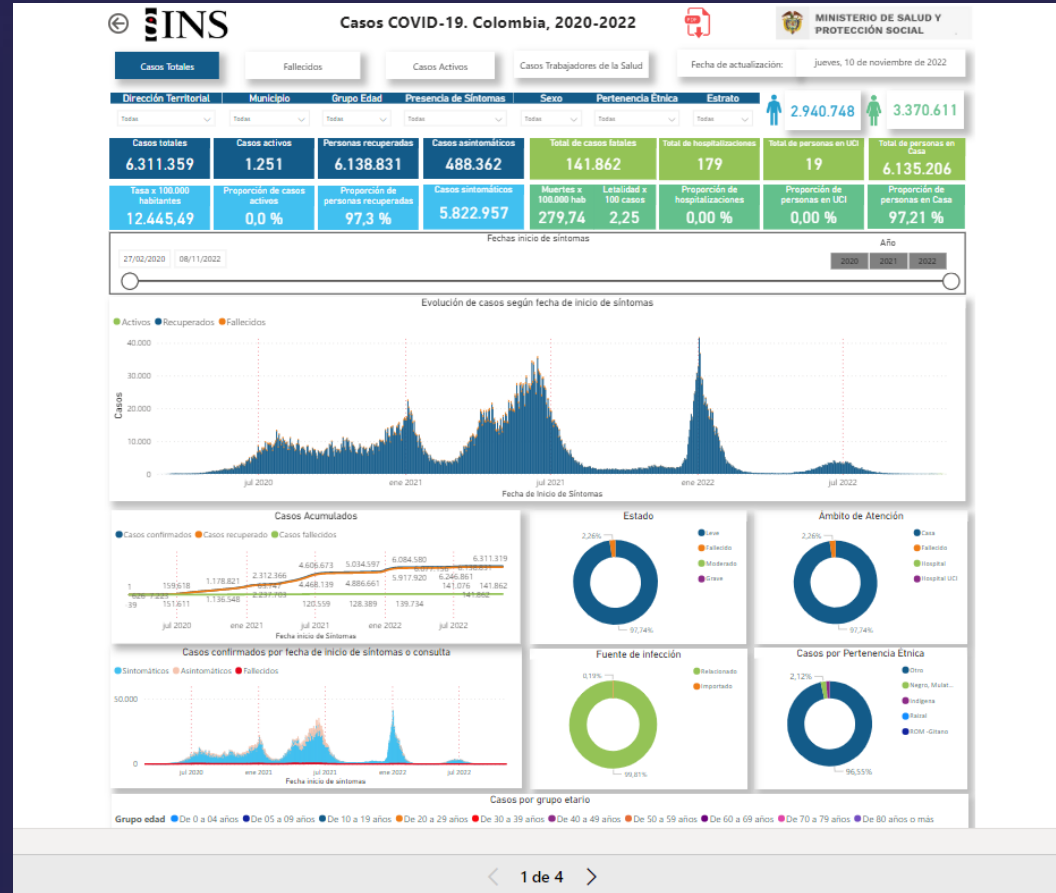 INS
Casos COVID-19. Colombia, 2020-2022
MINISTERIO DE SALUD Y
PROTECCIÓN SOCIAL
Casos Totales
Fallecidos
Casos Activos
Casos Trabajadores de la Salud
Fecha de actualización:
jueves, 10 de noviembre de 2022
Dirección Territorial
Municipio
Grupo Edad
Presencia de Síntomas
Sexo
Pertenencia Étnica
Estrato
Todas
Todas
Todas
Todas
Todas
Todas
Todas
2.940.748
3.370.611
Casos totales
6.311.359
Casos activos
1.251
Personas recuperadas
6.138.831
Casos asintomáticos
488.362
Total de casos fatales
141.862
Total de hospitalizaciones
179
Total de personas en UCI
19
Total de personas en
Casa
6.135.206
Tasa x 100.000
habitantes
12.445,49
Proporción de casos
activos
0,0 %
Proporción de
personas recuperadas
97,3 %
Casos sintomáticos
5.822.957
Muertes x
100.000 hab
279,74
Letalidad x
100 casos
2,25
Proporción de
hospitalizaciones
0,00 %
Proporción de
personas en UCI
0,00 %
Proporción de
personas en Casa
97,21 %
Fechas inicio de síntomas
27/02/2020
08/11/2022
Año
2020
2021
2022
Evolución de casos según fecha de inicio de síntomas
Activos Recuperados Fallecidos
Casos
40.000
30.000
20.000
10.000
0
jul 2020
ene 2021
jul 2021
ene 2022
jul 2022
Fecha de Inicio de Síntomas
Casos Acumulados
Casos confirmados Casos recuperado Casos fallecidos
1
159.618
1.178.821
2.312.366
4.606.673
5.034.597
6.084.580
6.311.319
4.468.139
4.886.661
5.917.920
6.246.861
141.076
141.862
39
151.611
1.136.548
2.237.703
120.559
128.389
139.734
jul 2020
ene 2021
jul 2021
ene 2022
jul 2022
Fecha inicio de Síntomas
Estado
2,26%
97,74%
Leve
Fallecido
Moderado
Grave
Ámbito de Atención
2,26%
97,74%
Casa
Fallecido
Hospital
Hospital UCI
Casos confirmados por fecha de inicio de síntomas o consulta
Sintomáticos Asintomáticos Fallecidos
50.000
0
jul 2020
ene 2021
jul 2021
ene 2022
jul 2022
Fecha inicio de síntomas
Fuente de infección
0,19%
99,81%
Relacionado
Importado
Casos por Pertenencia Étnica
2,12%
96,55%
Otro
Negro, Mulat...
Indígena
Raizal
ROM -Gitano
Casos por grupo etario
Grupo edad De 0 a 04 años De 05 a 09 años De 10 a 19 años De 20 a 29 años De 30 a 39 años De 40 a 49 años De 50 a 59 años De 60 a 69 años De 70 a 79 años De 80 años o más
1 de 4